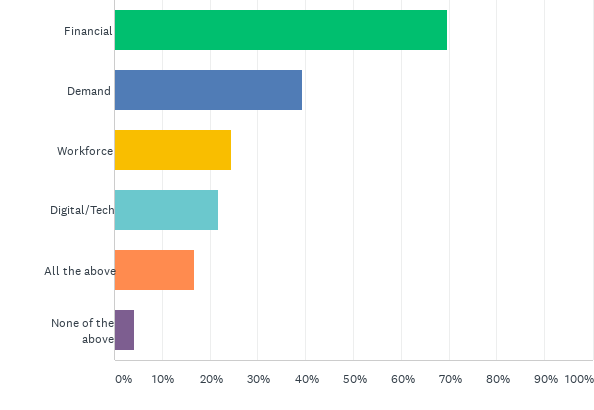 Financial
Demand
Workforce
Digital/Tech
All the above
None of the
above
0% 10% 20% 30% 40% 50% 60% 70% 80% 90% 100%